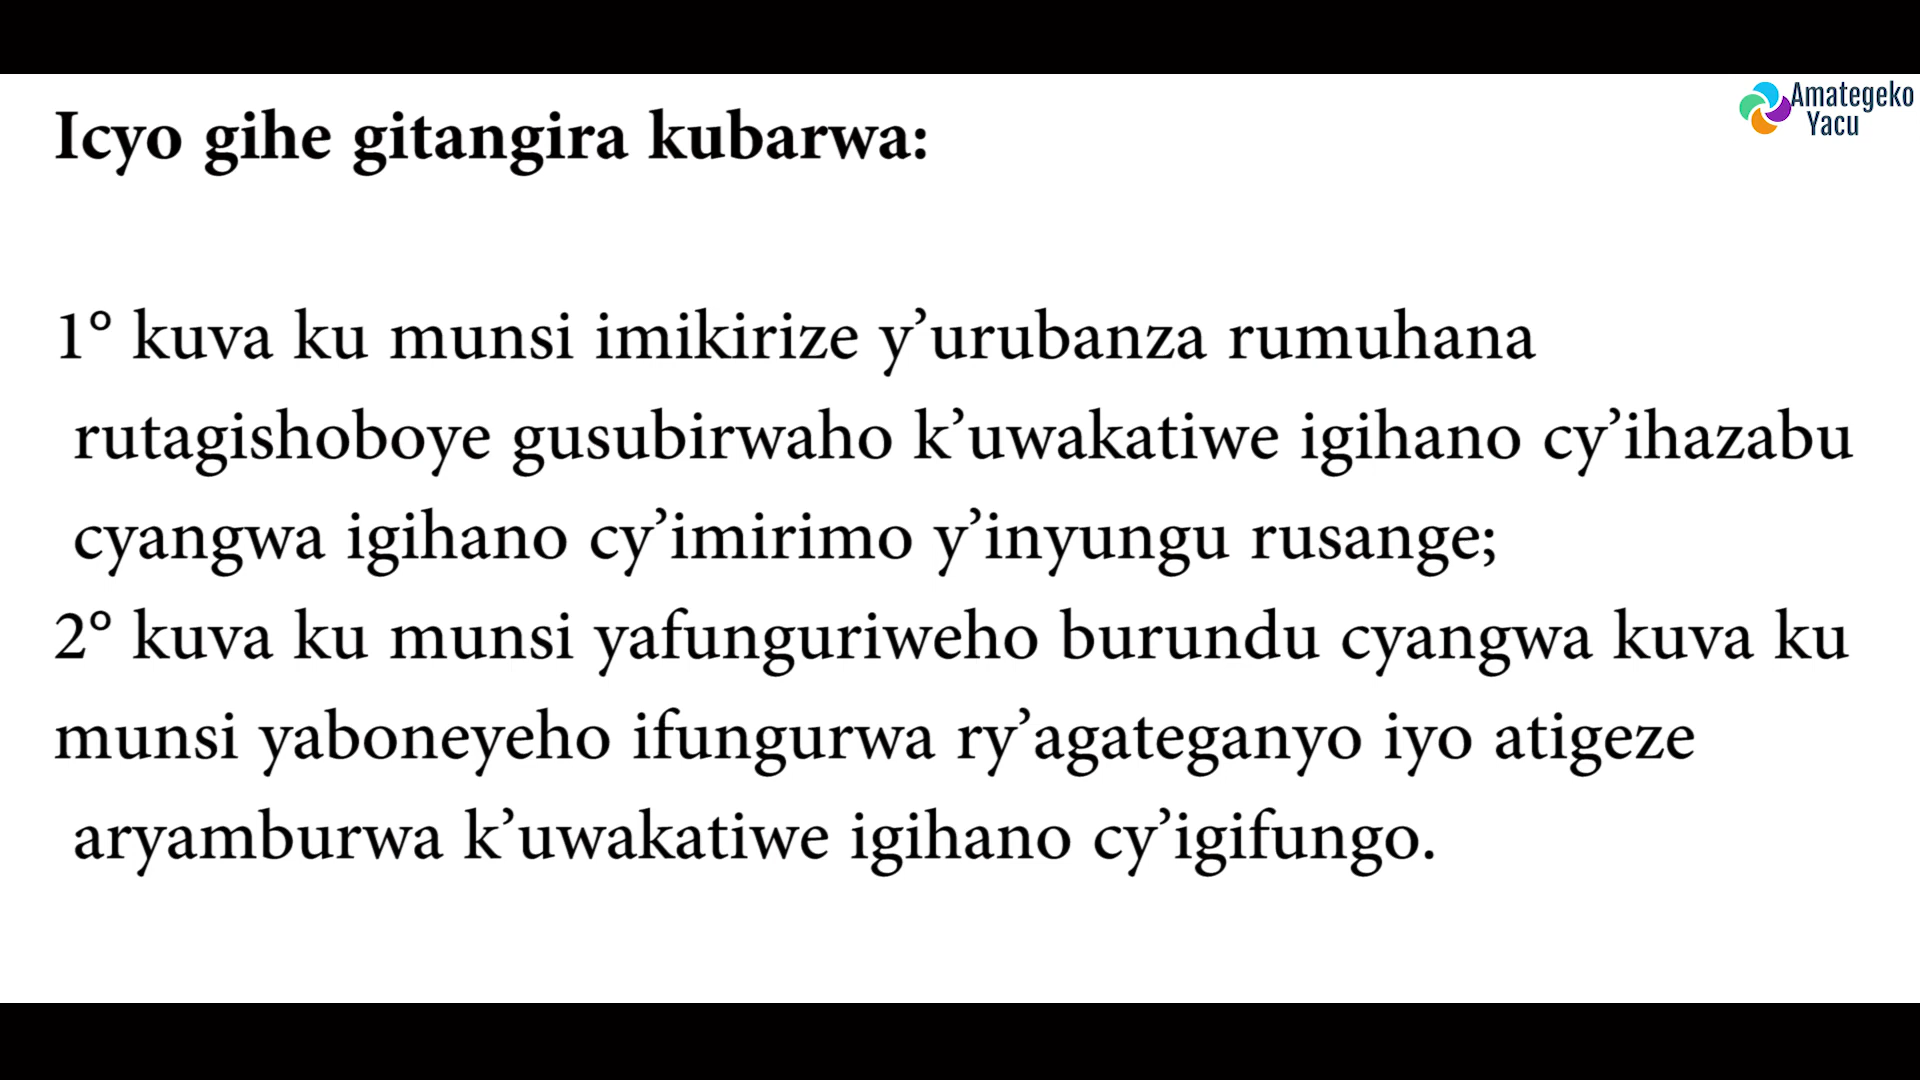 Amategeko
Yacu
Icyo gihe gitangira kubarwa:
1° kuva ku munsi imikirize y’urubanza rumuhana
rutagishoboye gusubirwaho k’uwakatiwe igihano cy’ihazabu
cyangwa igihano cy’imirimo y’inyungu rusange;
2° kuva ku munsi yafunguriweho burundu cyangwa kuva ku
munsi yaboneyeho ifungurwa ry’agateganyo iyo atigeze
aryamburwa k’uwakatiwe igihano cy’igifungo.